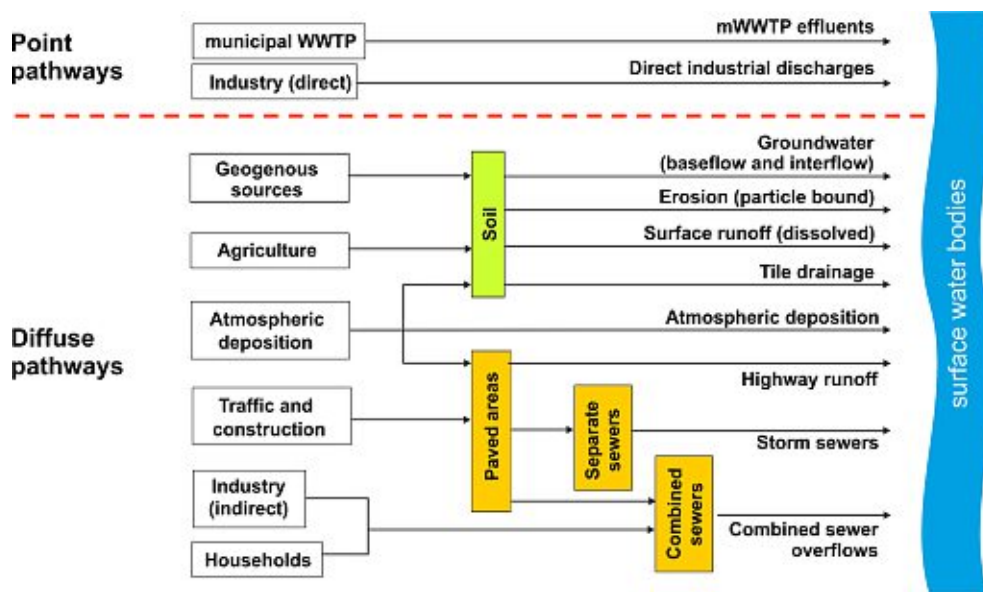 Point
pathways
municipal WWTP
mWWTP effluents
Industry (direct)
Direct industrial discharges
Diffuse
pathways
Geogenous
sources
Agriculture
Atmospheric
deposition
Traffic and
construction
Industry
(indirect)
Households
Soil
Paved areas
Separate
sewers
Combined
sewers
Groundwater
(baseflow and interflow)
Erosion (particle bound)
Surface runoff (dissolved)
Tile drainage
Atmospheric deposition
Highway runoff
Storm sewers
Combined sewer
overflows
surface water bodies